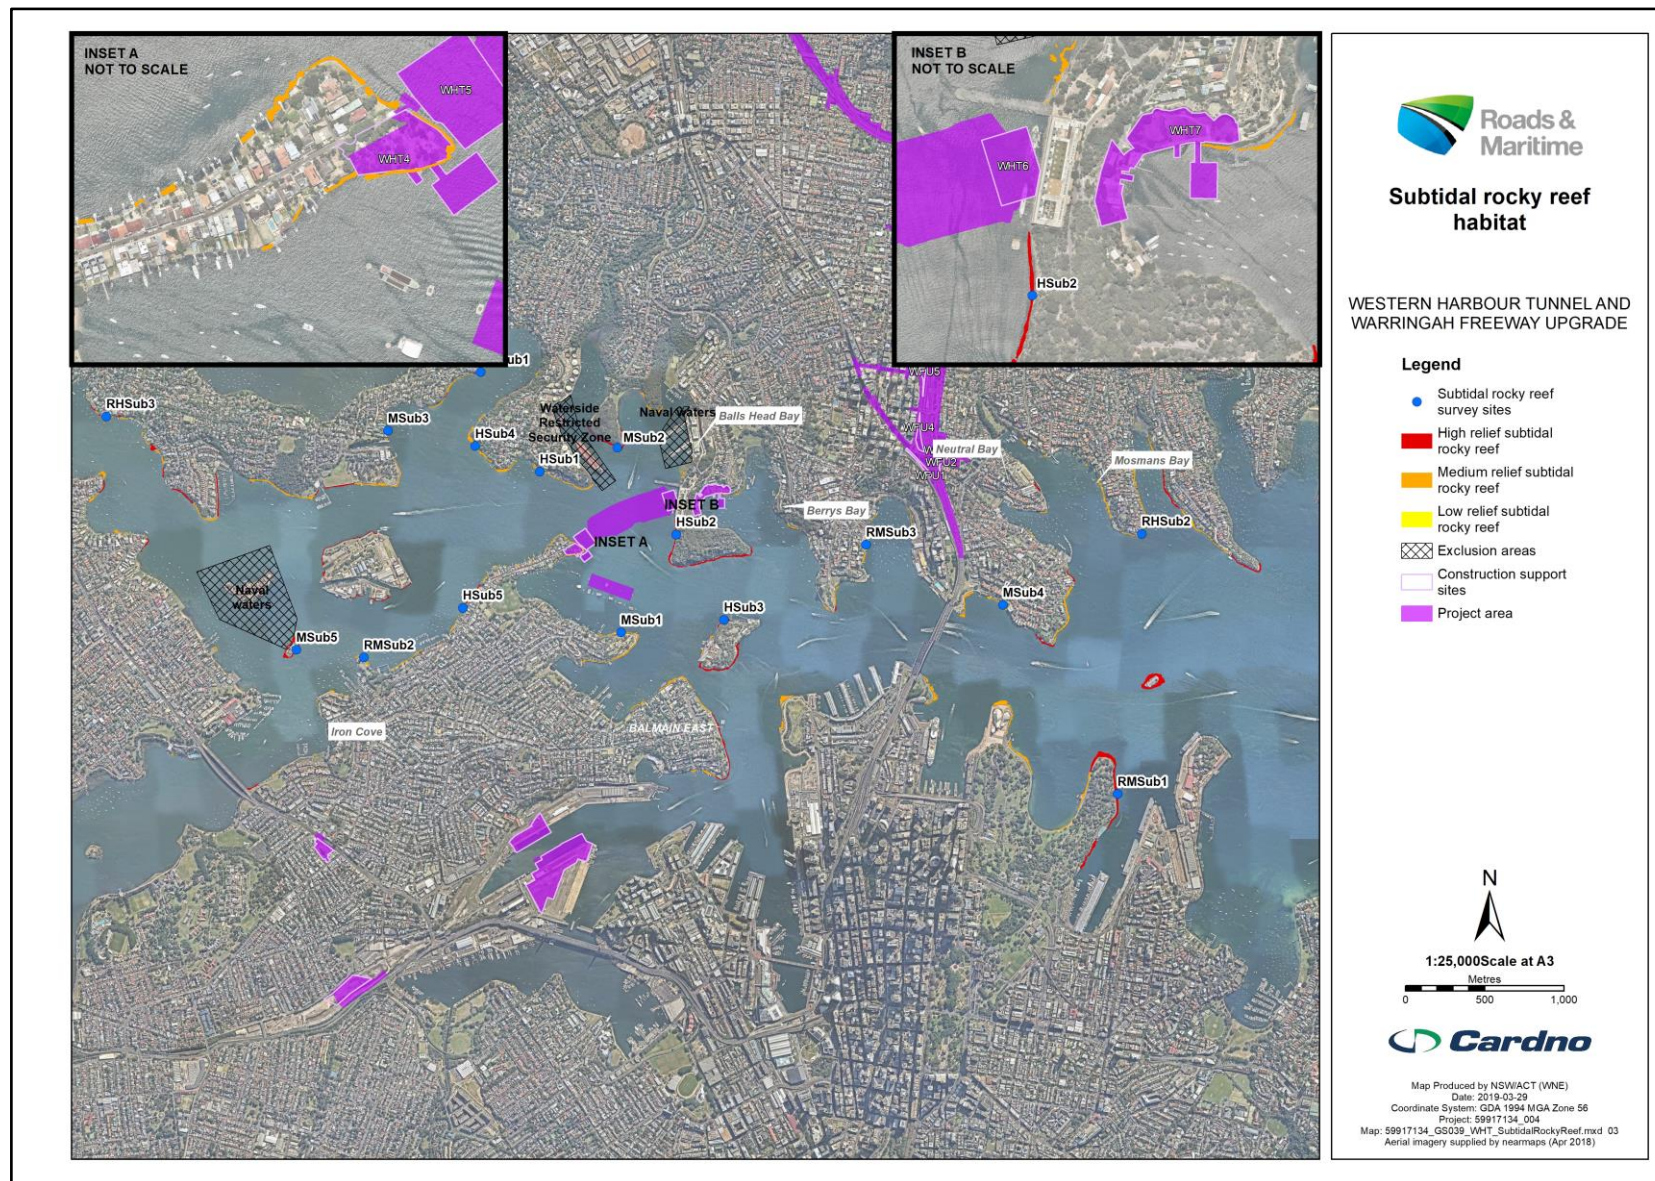 INSET A
NOT TO SCALE
WHT5
WHT4
INSET B
NOT TO SCALE
WHT7
WHT6
HSub2
RHSub3
MSub3
HSub4
HSub1
Waterside
Restricted
Security Zone
MSub2
Naval waters
Balls Head Bay
WFU5
WFU4
WFU2
WFU1
Neutral Bay
Mosmans Bay
INSET B
HSub2
INSET A
Berrys Bay
RMSub3
RHSub2
Naval
waters
HSub5
MSub4
HSub3
MSub1
MSub5
RMSub2
Iron Cove
BALMAIN EAST
RMSub1
Roads &
Maritime
Subtidal rocky reef
habitat
WESTERN HARBOUR TUNNEL AND
WARRINGAH FREEWAY UPGRADE
Legend
Subtidal rocky reef
survey sites
High relief subtidal
rocky reef
Medium relief subtidal
rocky reef
Low relief subtidal
rocky reef
Exclusion areas
Construction support
sites
Project area
N
1:25,000Scale at A3
Metres
0 500 1,000
Cardno
Map Produced by NSW/ACT (WNE)
Date: 2019-03-29
Coordinate System: GDA 1994 MGA Zone 56
Project: 59917134_004
Map: 59917134_GS039_WHT_SubtidalRockyReef.mxd 03
Aerial imagery supplied by nearmaps (Apr 2018)